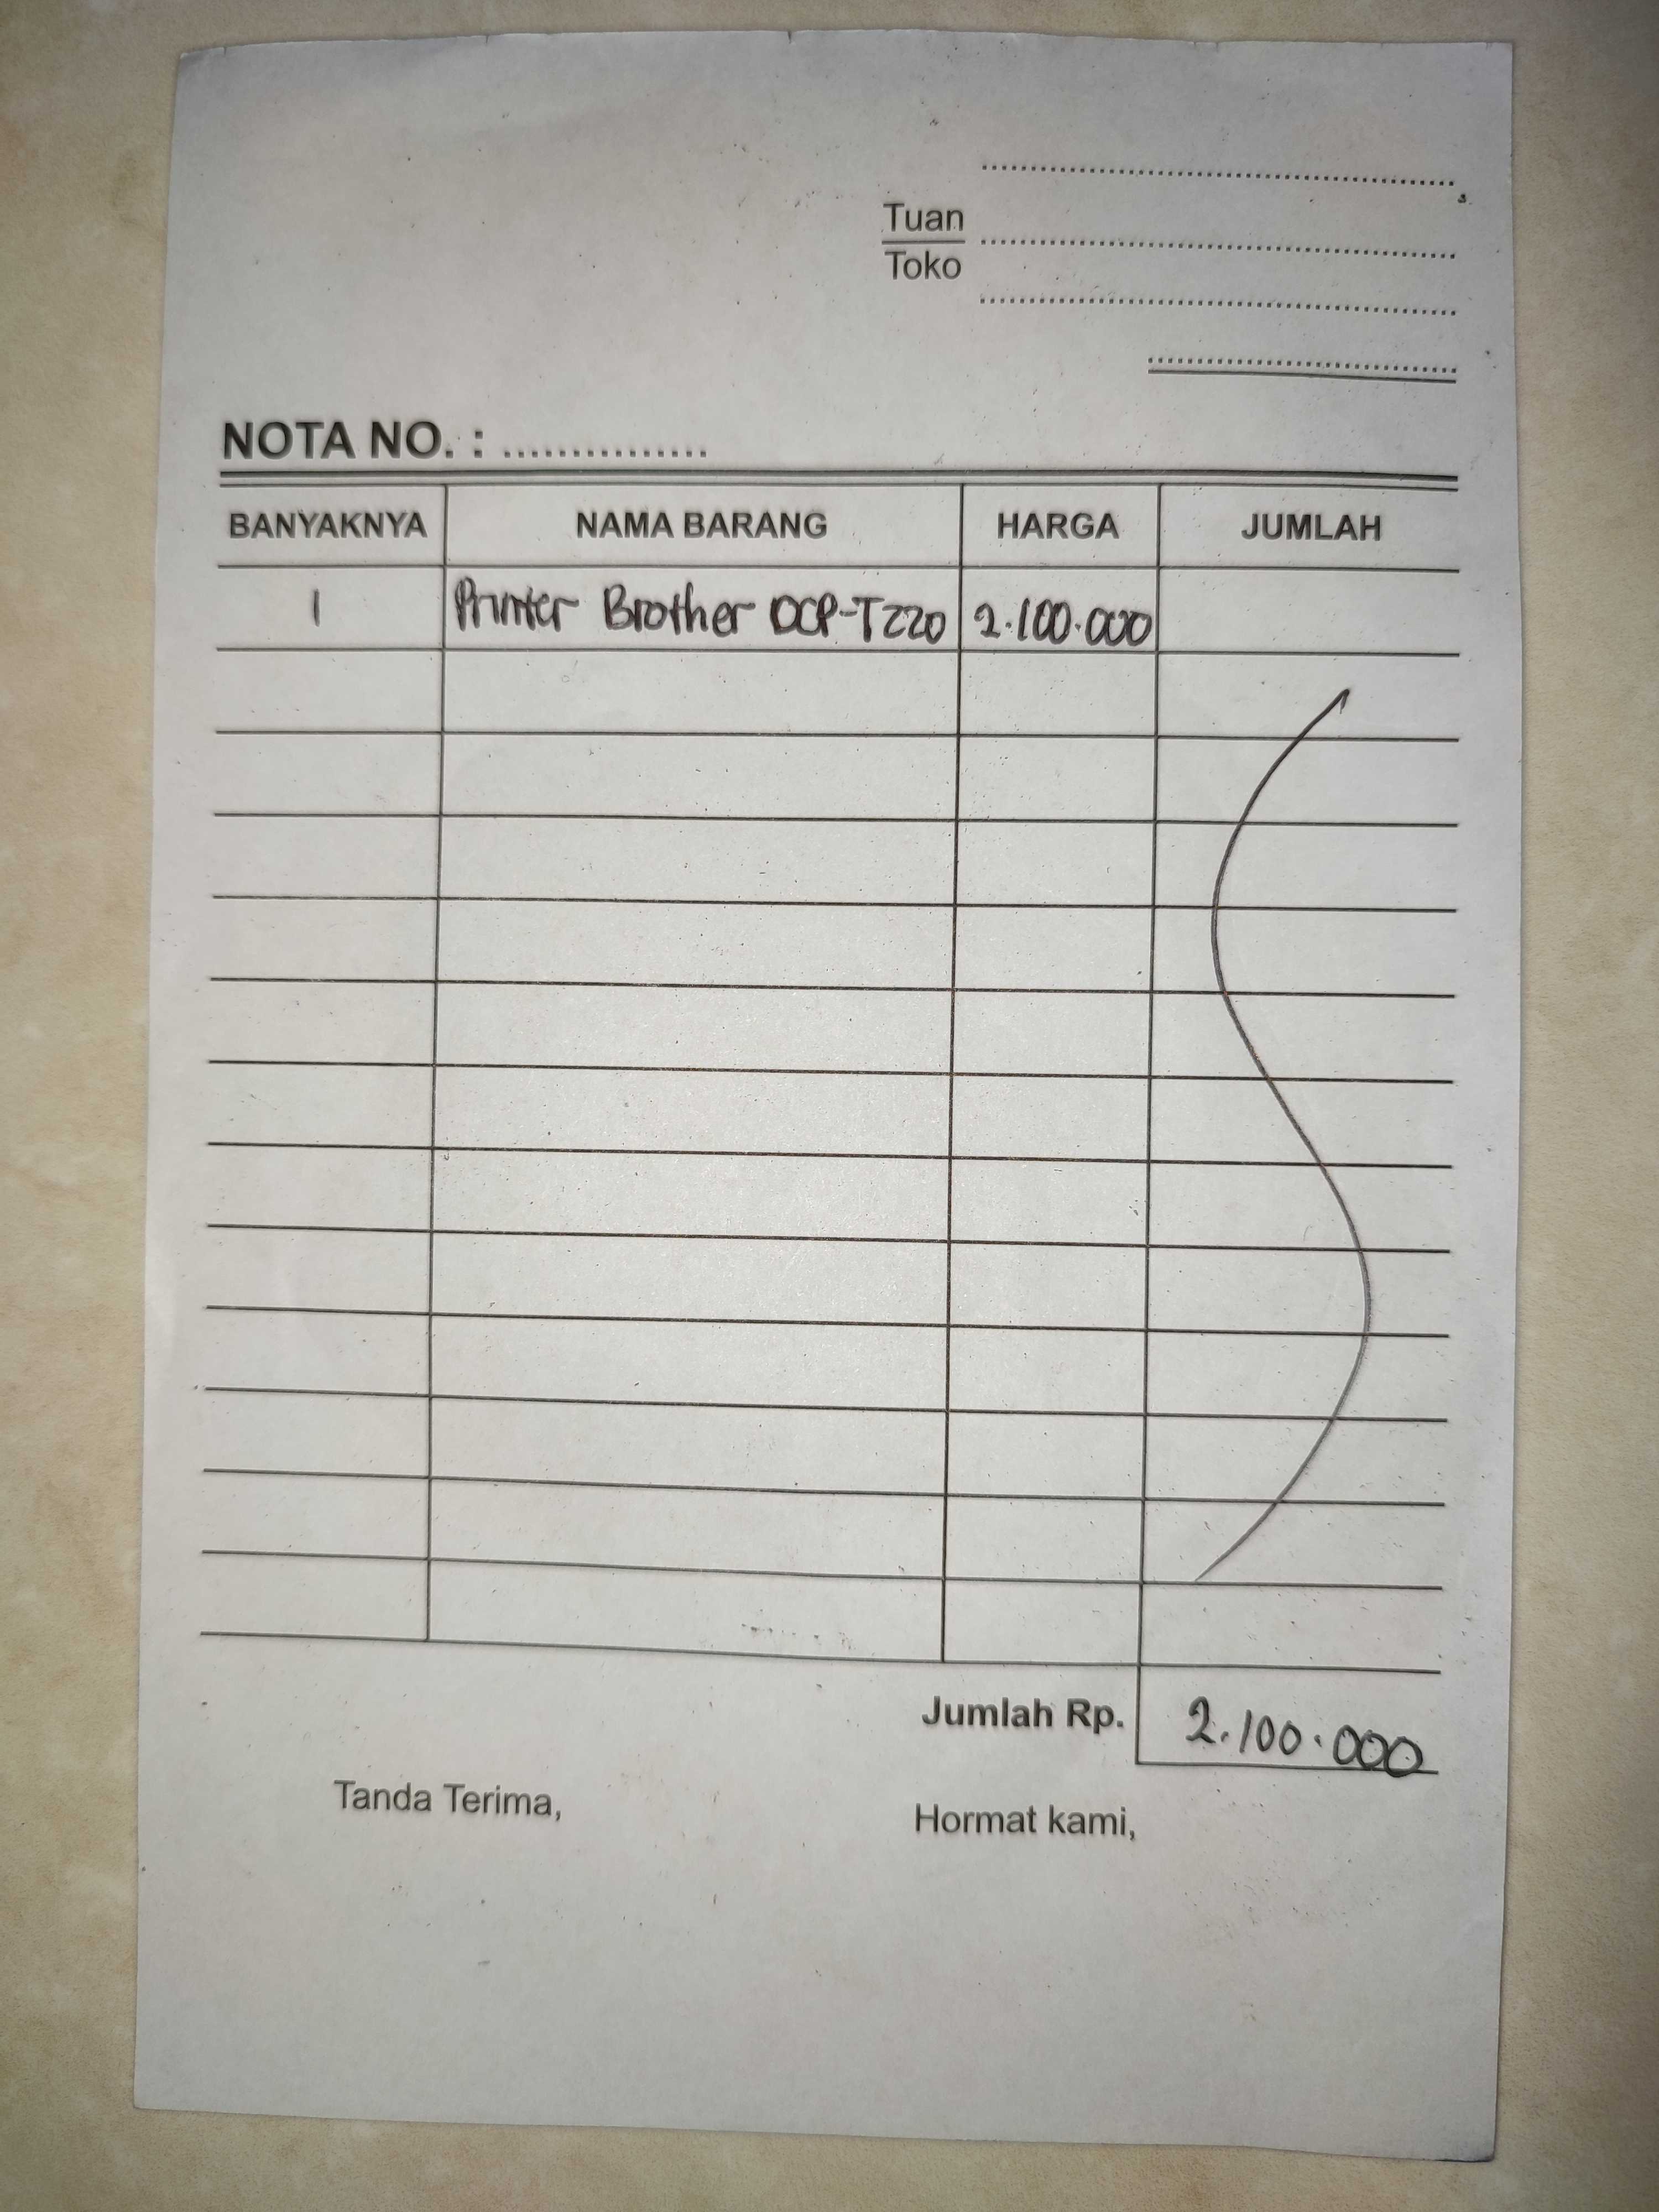 Tuan
Toko
NOTA NO. : ...............
BANYAKNYA NAMA BARANG HARGA JUMLAH
1 Printer Brother DCP-T220 2.100.000
Jumlah Rp. 2.100.000
Tanda Terima, Hormat kami,